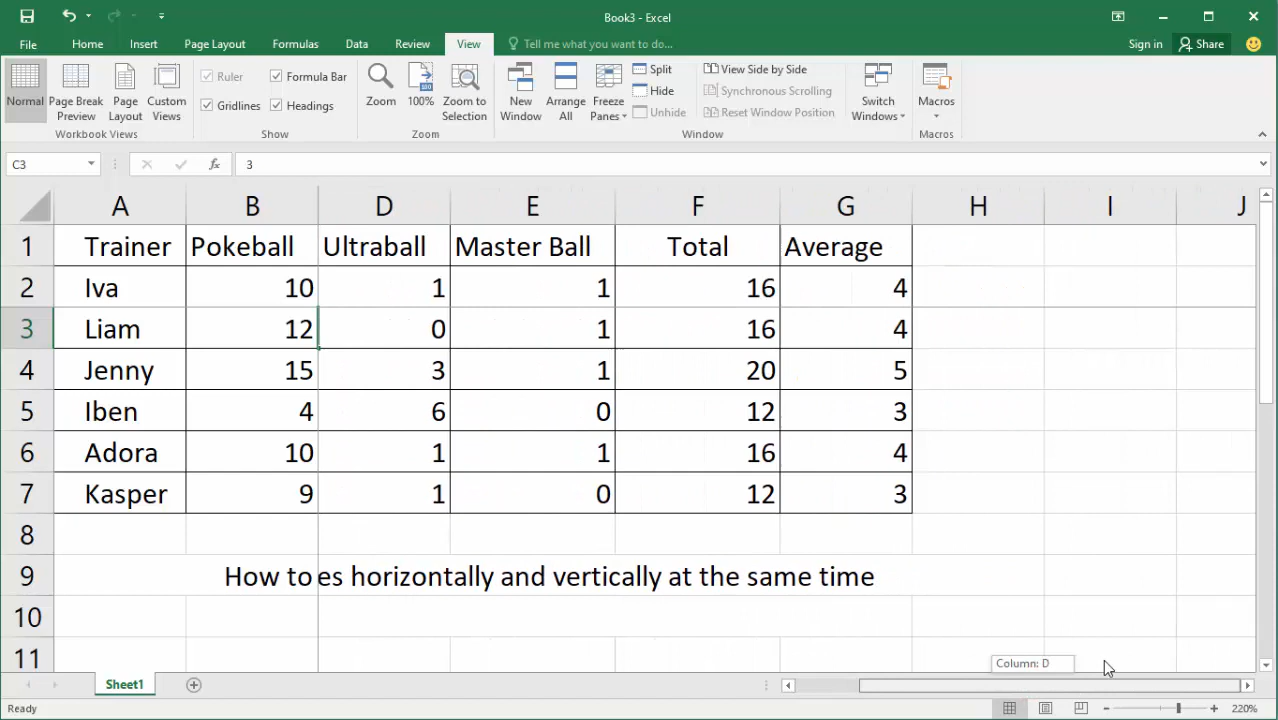 Book3 - Excel
File Home Insert Page Layout Formulas Data Review View Tell me what you want to do... Sign in Share
Normal Page Break Preview Page Layout Custom Views
Ruler Formula Bar
Gridlines Headings
Zoom 100% Zoom to Selection
New Window Arrange All Freeze Panes
Split
Hide
Unhide
View Side by Side
Synchronous Scrolling
Reset Window Position
Switch Windows Macros
Workbook Views Show Zoom Window Macros
C3 fx 3
A B D E F G H I J
1 Trainer Pokeball Ultraball Master Ball Total Average
2 Iva 10 1 1 16 4
3 Liam 12 0 1 16 4
4 Jenny 15 3 1 20 5
5 Iben 4 6 0 12 3
6 Adora 10 1 1 16 4
7 Kasper 9 1 0 12 3
8
9 How to es horizontally and vertically at the same time
10
11
Column: D
Sheet1
Ready 220%